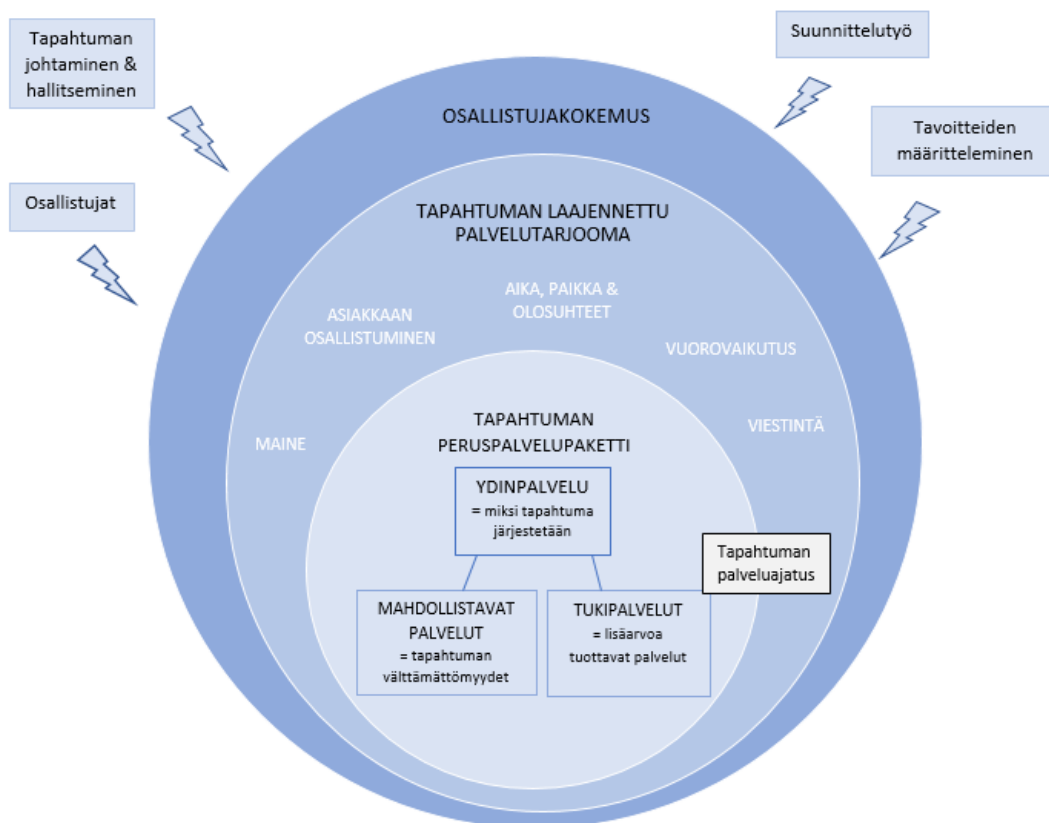 Tapahtuman
johtaminen &
hallitseminen
Suunnittelutyö
OSALLISTUJAKOKEMUS
Tavoitteiden
määritteleminen
Osallistujat
TAPAHTUMAN LAAJENNETTU
PALVELUTARJOOMA
AIKA, PAIKKA &
OLOSUHTEET
ASIAKKAAN
OSALLISTUMINEN
VUOROVAIKUTUS
MAINE
VIESTINTÄ
TAPAHTUMAN
PERUSPALVELUPAKETTI
YDINPALVELU
= miksi tapahtuma
järjestetään
Tapahtuman
palveluajatus
MAHDOLLISTAVAT
PALVELUT
= tapahtuman
välttämättömyydet
TUKIPALVELUT
= lisäarvoa
tuottavat palvelut